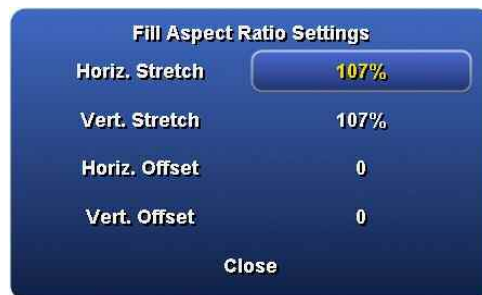 Fill Aspect Ratio Settings
Horiz. Stretch 107%
Vert. Stretch 107%
Horiz. Offset 0
Vert. Offset 0
Close